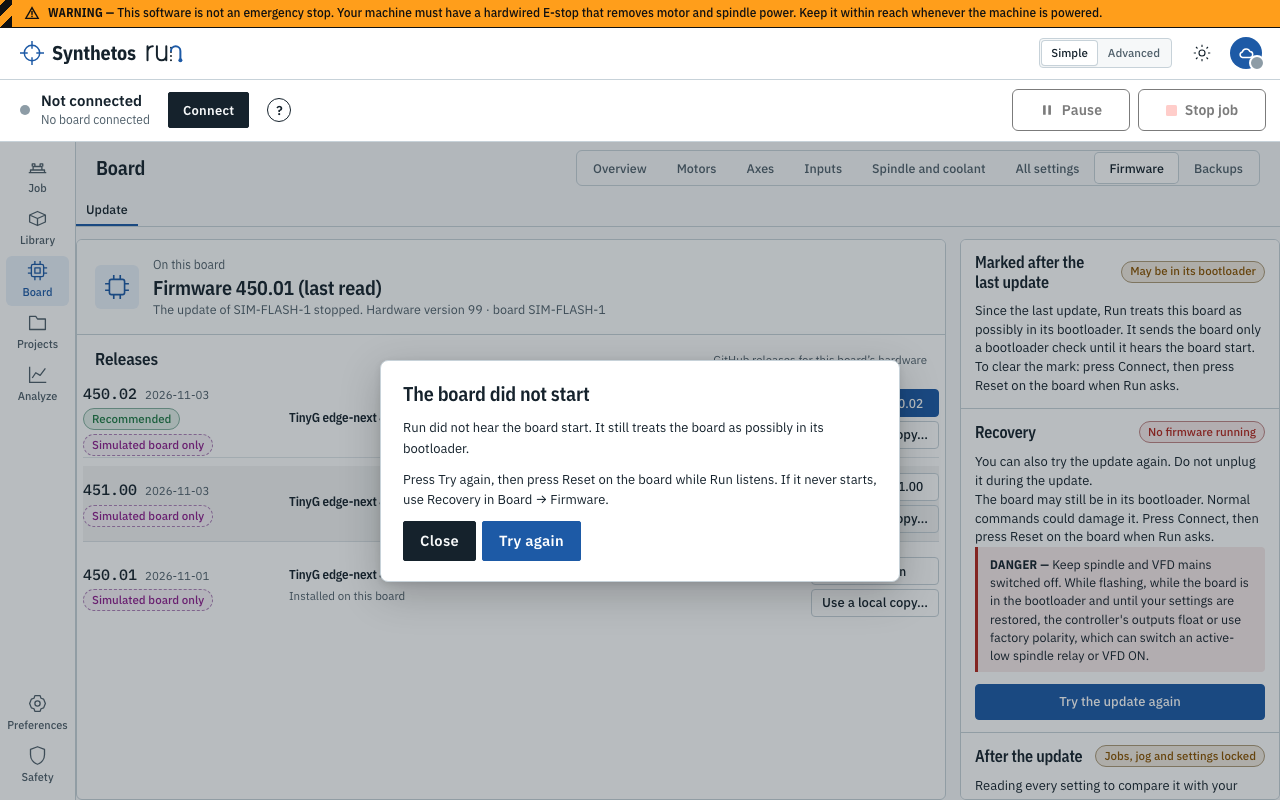 WARNING — This software is not an emergency stop. Your machine must have a hardwired E-stop that removes motor and spindle power. Keep it within reach whenever the machine is powered.
Synthetos run
Simple
Advanced
Not connected
No board connected
Connect
?
Pause
Stop job
Job
Library
Board
Projects
Analyze
Preferences
Safety
Board
Overview
Motors
Axes
Inputs
Spindle and coolant
All settings
Firmware
Backups
Update
On this board
Firmware 450.01 (last read)
The update of SIM-FLASH-1 stopped. Hardware version 99 · board SIM-FLASH-1
Releases
GitHub releases for this board's hardware
450.02 2026-11-03
Recommended
Simulated board only
TinyG edge-next
451.00 2026-11-03
Simulated board only
TinyG edge-next
450.01 2026-11-01
Simulated board only
TinyG edge-next
Installed on this board
Use a local copy...
The board did not start
Run did not hear the board start. It still treats the board as possibly in its
bootloader.
Press Try again, then press Reset on the board while Run listens. If it never starts,
use Recovery in Board → Firmware.
Close
Try again
Marked after the
last update
May be in its bootloader
Since the last update, Run treats this board as
possibly in its bootloader. It sends the board only
a bootloader check until it hears the board start.
To clear the mark: press Connect, then press
Reset on the board when Run asks.
Recovery
No firmware running
You can also try the update again. Do not unplug
it during the update.
The board may still be in its bootloader. Normal
commands could damage it. Press Connect, then
press Reset on the board when Run asks.
DANGER — Keep spindle and VFD mains
switched off. While flashing, while the board is
in the bootloader and until your settings are
restored, the controller's outputs float or use
factory polarity, which can switch an active-
low spindle relay or VFD ON.
Try the update again
After the update
Jobs, jog and settings locked
Reading every setting to compare it with your